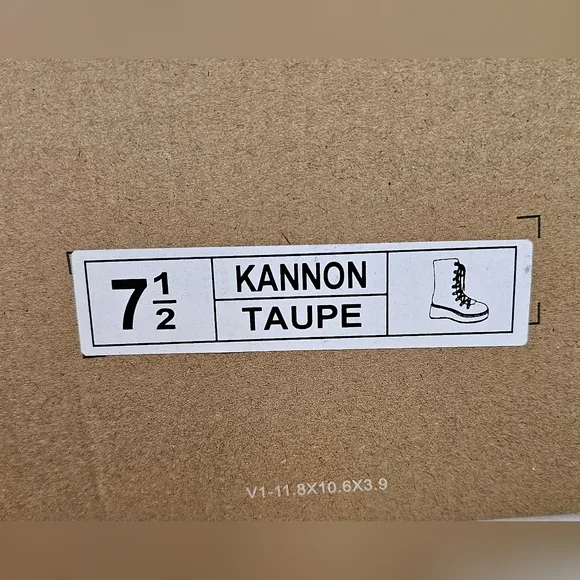 7 1/2
KANNON
TAUPE
V1-11.8X10.6X3.9